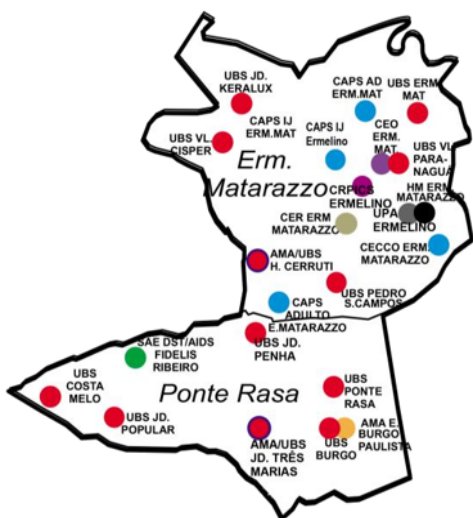 UBS JD.
KERALUX
CAPS AD
ERM.MAT
UBS ERM.
MAT
CAPS IJ
ERM.MAT
CAPS IJ
Ermelino
CEO
ERM.
MAT
UBS VL.
CISPER
UBS VL.
PARA-
NAGUA
Erm.
Matarazzo
CRPICS
ERMELINO
HM ERM.
MATARAZZO
CER ERM
MATARAZZO
UPA
ERMELINO
CECCO ERM.
MATARAZZO
AMA/UBS
H. CERRUTI
UBS PEDRO
S.CAMPOS
CAPS
ADULTO
E.MATARAZZO
UBS JD.
PENHA
SAE DST/AIDS
FIDELIS
RIBEIRO
Ponte Rasa
UBS
COSTA
MELO
UBS JD.
POPULAR
UBS
PONTE
RASA
AMA/UBS
JD. TRÊS
MARIAS
UBS
BURGO
AMA E.
BURGO
PAULISTA